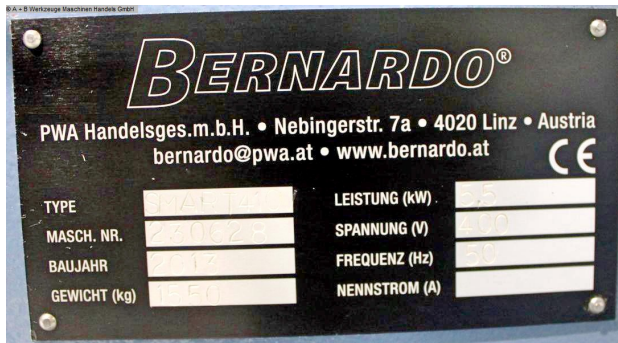 © A + B Werkzeuge Maschinen Handels GmbH
BERNARDO®
PWA Handelsges.m.b.H. • Nebingerstr. 7a • 4020 Linz • Austria
bernardo@pwa.at • www.bernardo.at
CE
TYPE
MASCH. NR. 230628
BAUJAHR 2013
GEWICHT (kg) 1550
LEISTUNG (kW) 5,5
SPANNUNG (V) 400
FREQUENZ (Hz) 50
NENNSTROM (A)